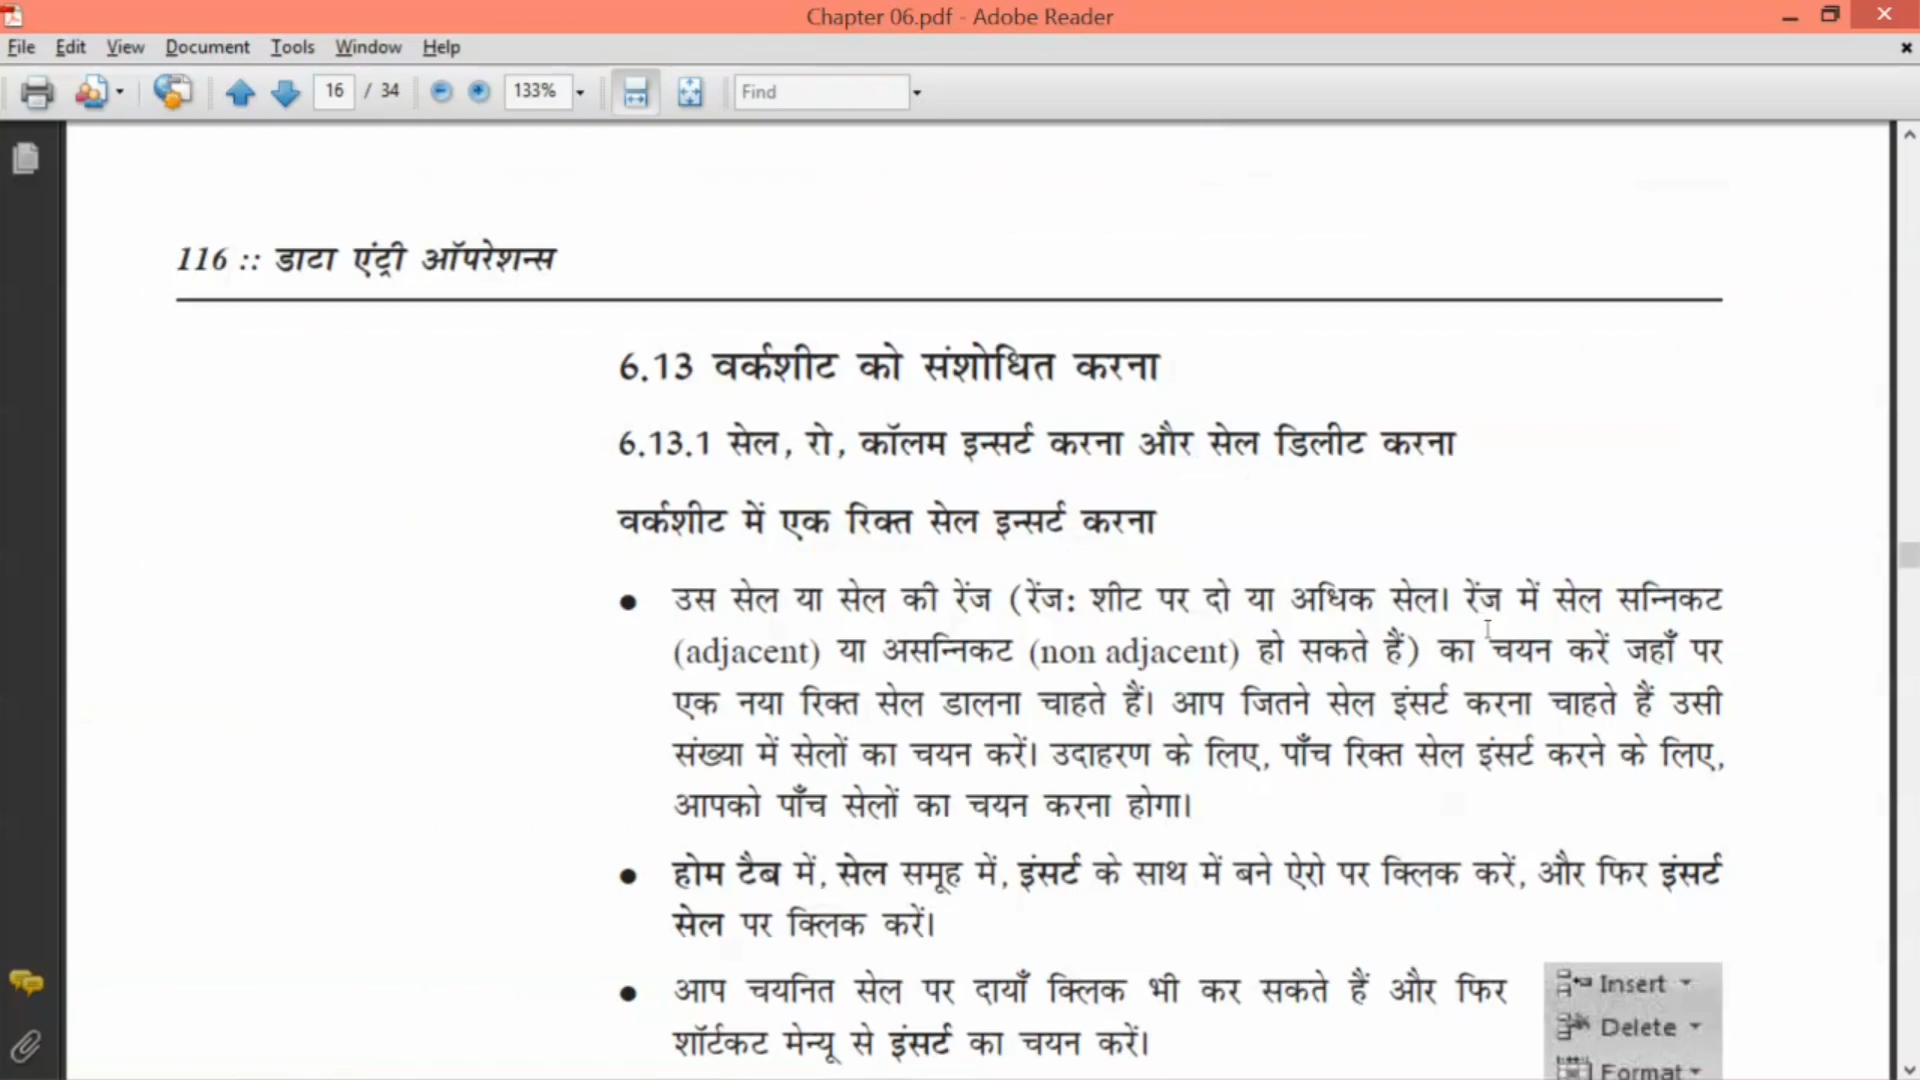 Chapter 06.pdf - Adobe Reader
File Edit View Document Tools Window Help
16 / 34 133% Find
116 :: डाटा एंट्री ऑपरेशन्स
6.13 वर्कशीट को संशोधित करना
6.13.1 सेल, रो, कॉलम इन्सर्ट करना और सेल डिलीट करना
वर्कशीट में एक रिक्त सेल इन्सर्ट करना
● उस सेल या सेल की रेंज (रेंज: शीट पर दो या अधिक सेल। रेंज में सेल सन्निकट
(adjacent) या असन्निकट (non adjacent) हो सकते हैं) का चयन करें जहाँ पर
एक नया रिक्त सेल डालना चाहते हैं। आप जितने सेल इंसर्ट करना चाहते हैं उसी
संख्या में सेलों का चयन करें। उदाहरण के लिए, पाँच रिक्त सेल इंसर्ट करने के लिए,
आपको पाँच सेलों का चयन करना होगा।
● होम टैब में, सेल समूह में, इंसर्ट के साथ में बने ऐरो पर क्लिक करें, और फिर इंसर्ट
सेल पर क्लिक करें।
● आप चयनित सेल पर दायाँ क्लिक भी कर सकते हैं और फिर
शॉर्टकट मेन्यू से इंसर्ट का चयन करें।
Insert
Delete
Format